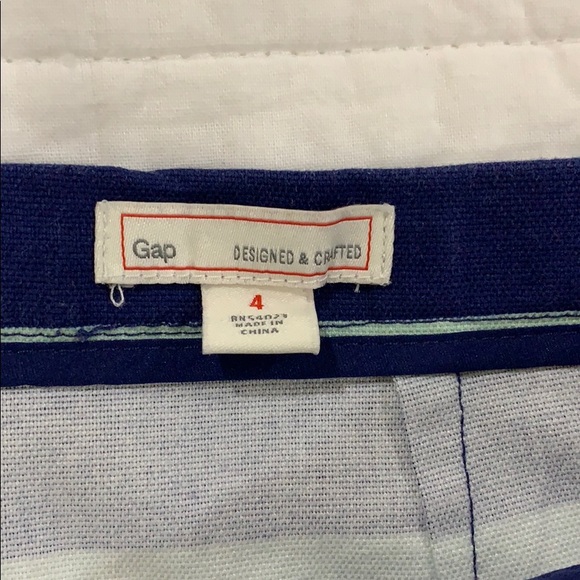 Gap DESIGNED & CRAFTED
4
RN54023
MADE IN
CHINA